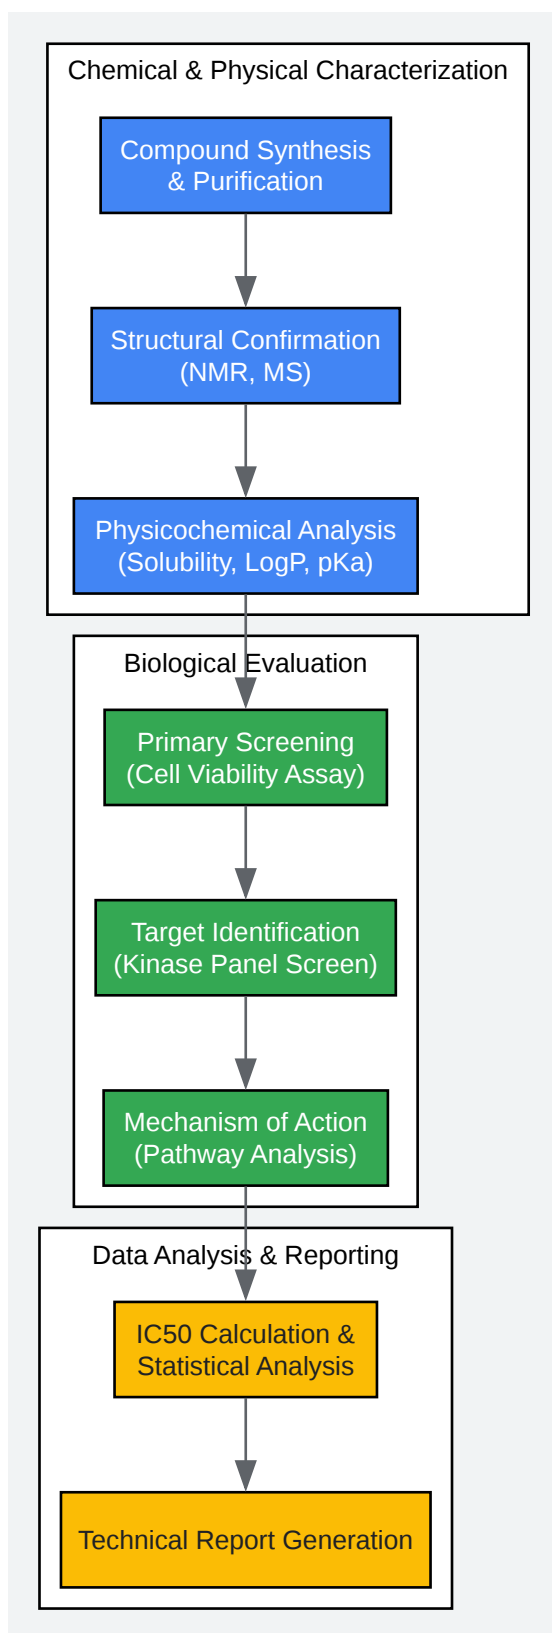 Chemical & Physical Characterization
Compound Synthesis
& Purification
Structural Confirmation
(NMR, MS)
Physicochemical Analysis
(Solubility, LogP, pKa)
Biological Evaluation
Primary Screening
(Cell Viability Assay)
Target Identification
(Kinase Panel Screen)
Mechanism of Action
(Pathway Analysis)
Data Analysis & Reporting
IC50 Calculation &
Statistical Analysis
Technical Report Generation